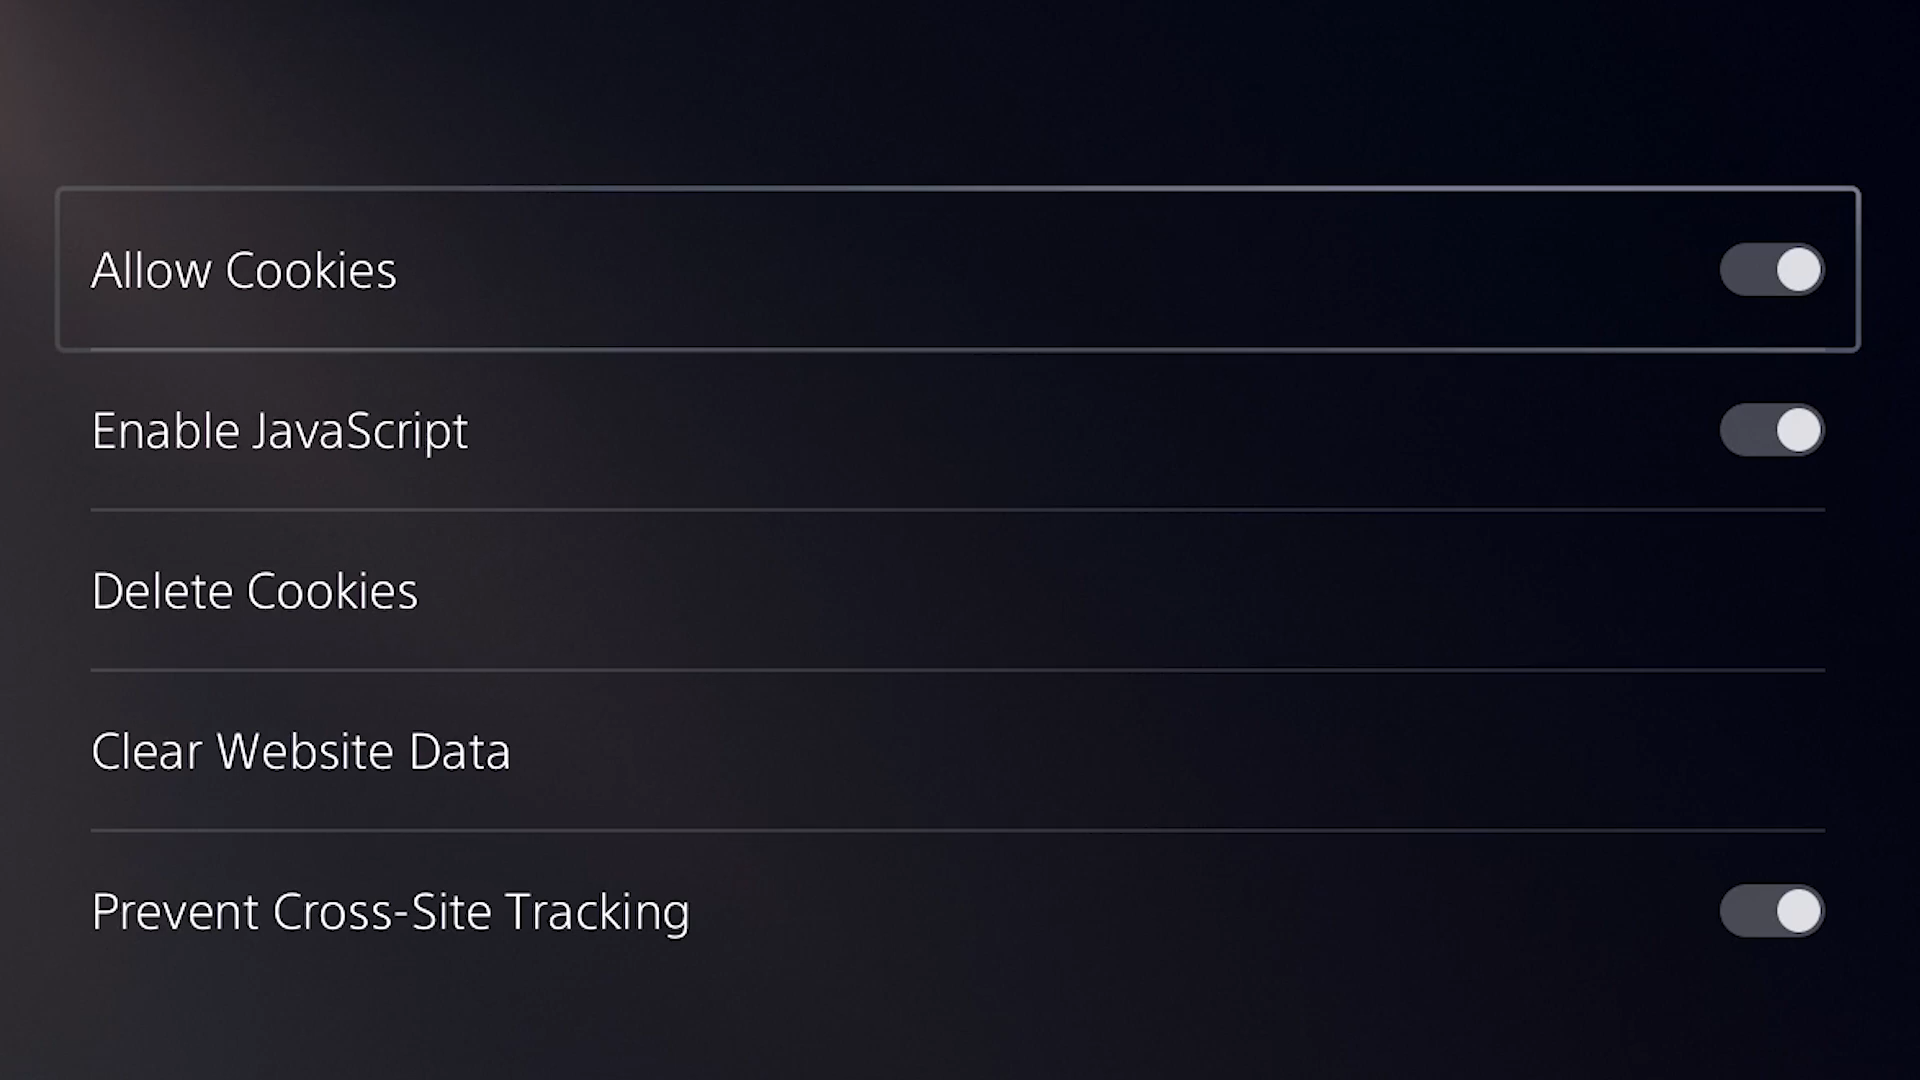 Allow Cookies
Enable JavaScript
Delete Cookies
Clear Website Data
Prevent Cross-Site Tracking